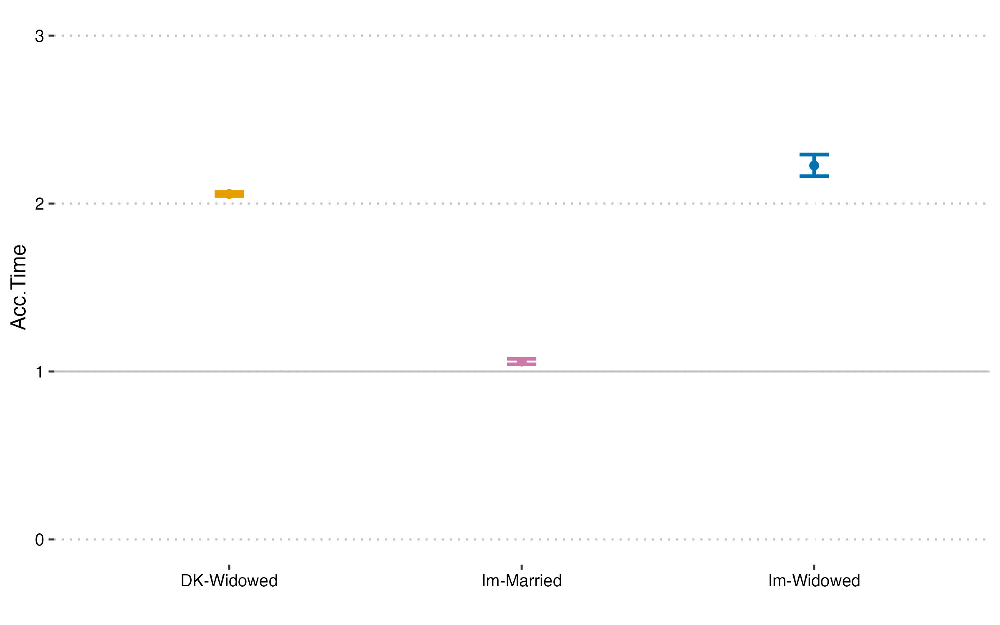 3
2
1
0
Acc. Time
DK-Widowed
Im-Married
Im-Widowed